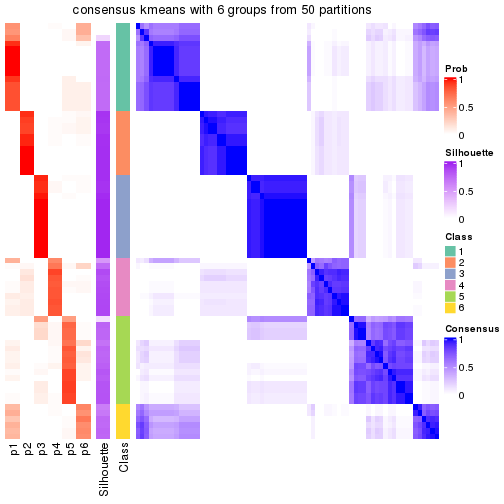 consensus kmeans with 6 groups from 50 partitions
Prob
1
0.5
0
Silhouette
1
0.5
0
Class
1
2
3
4
5
6
Consensus
1
0.5
0
p1
p2
p3
p4
p5
p6
Silhouette
Class